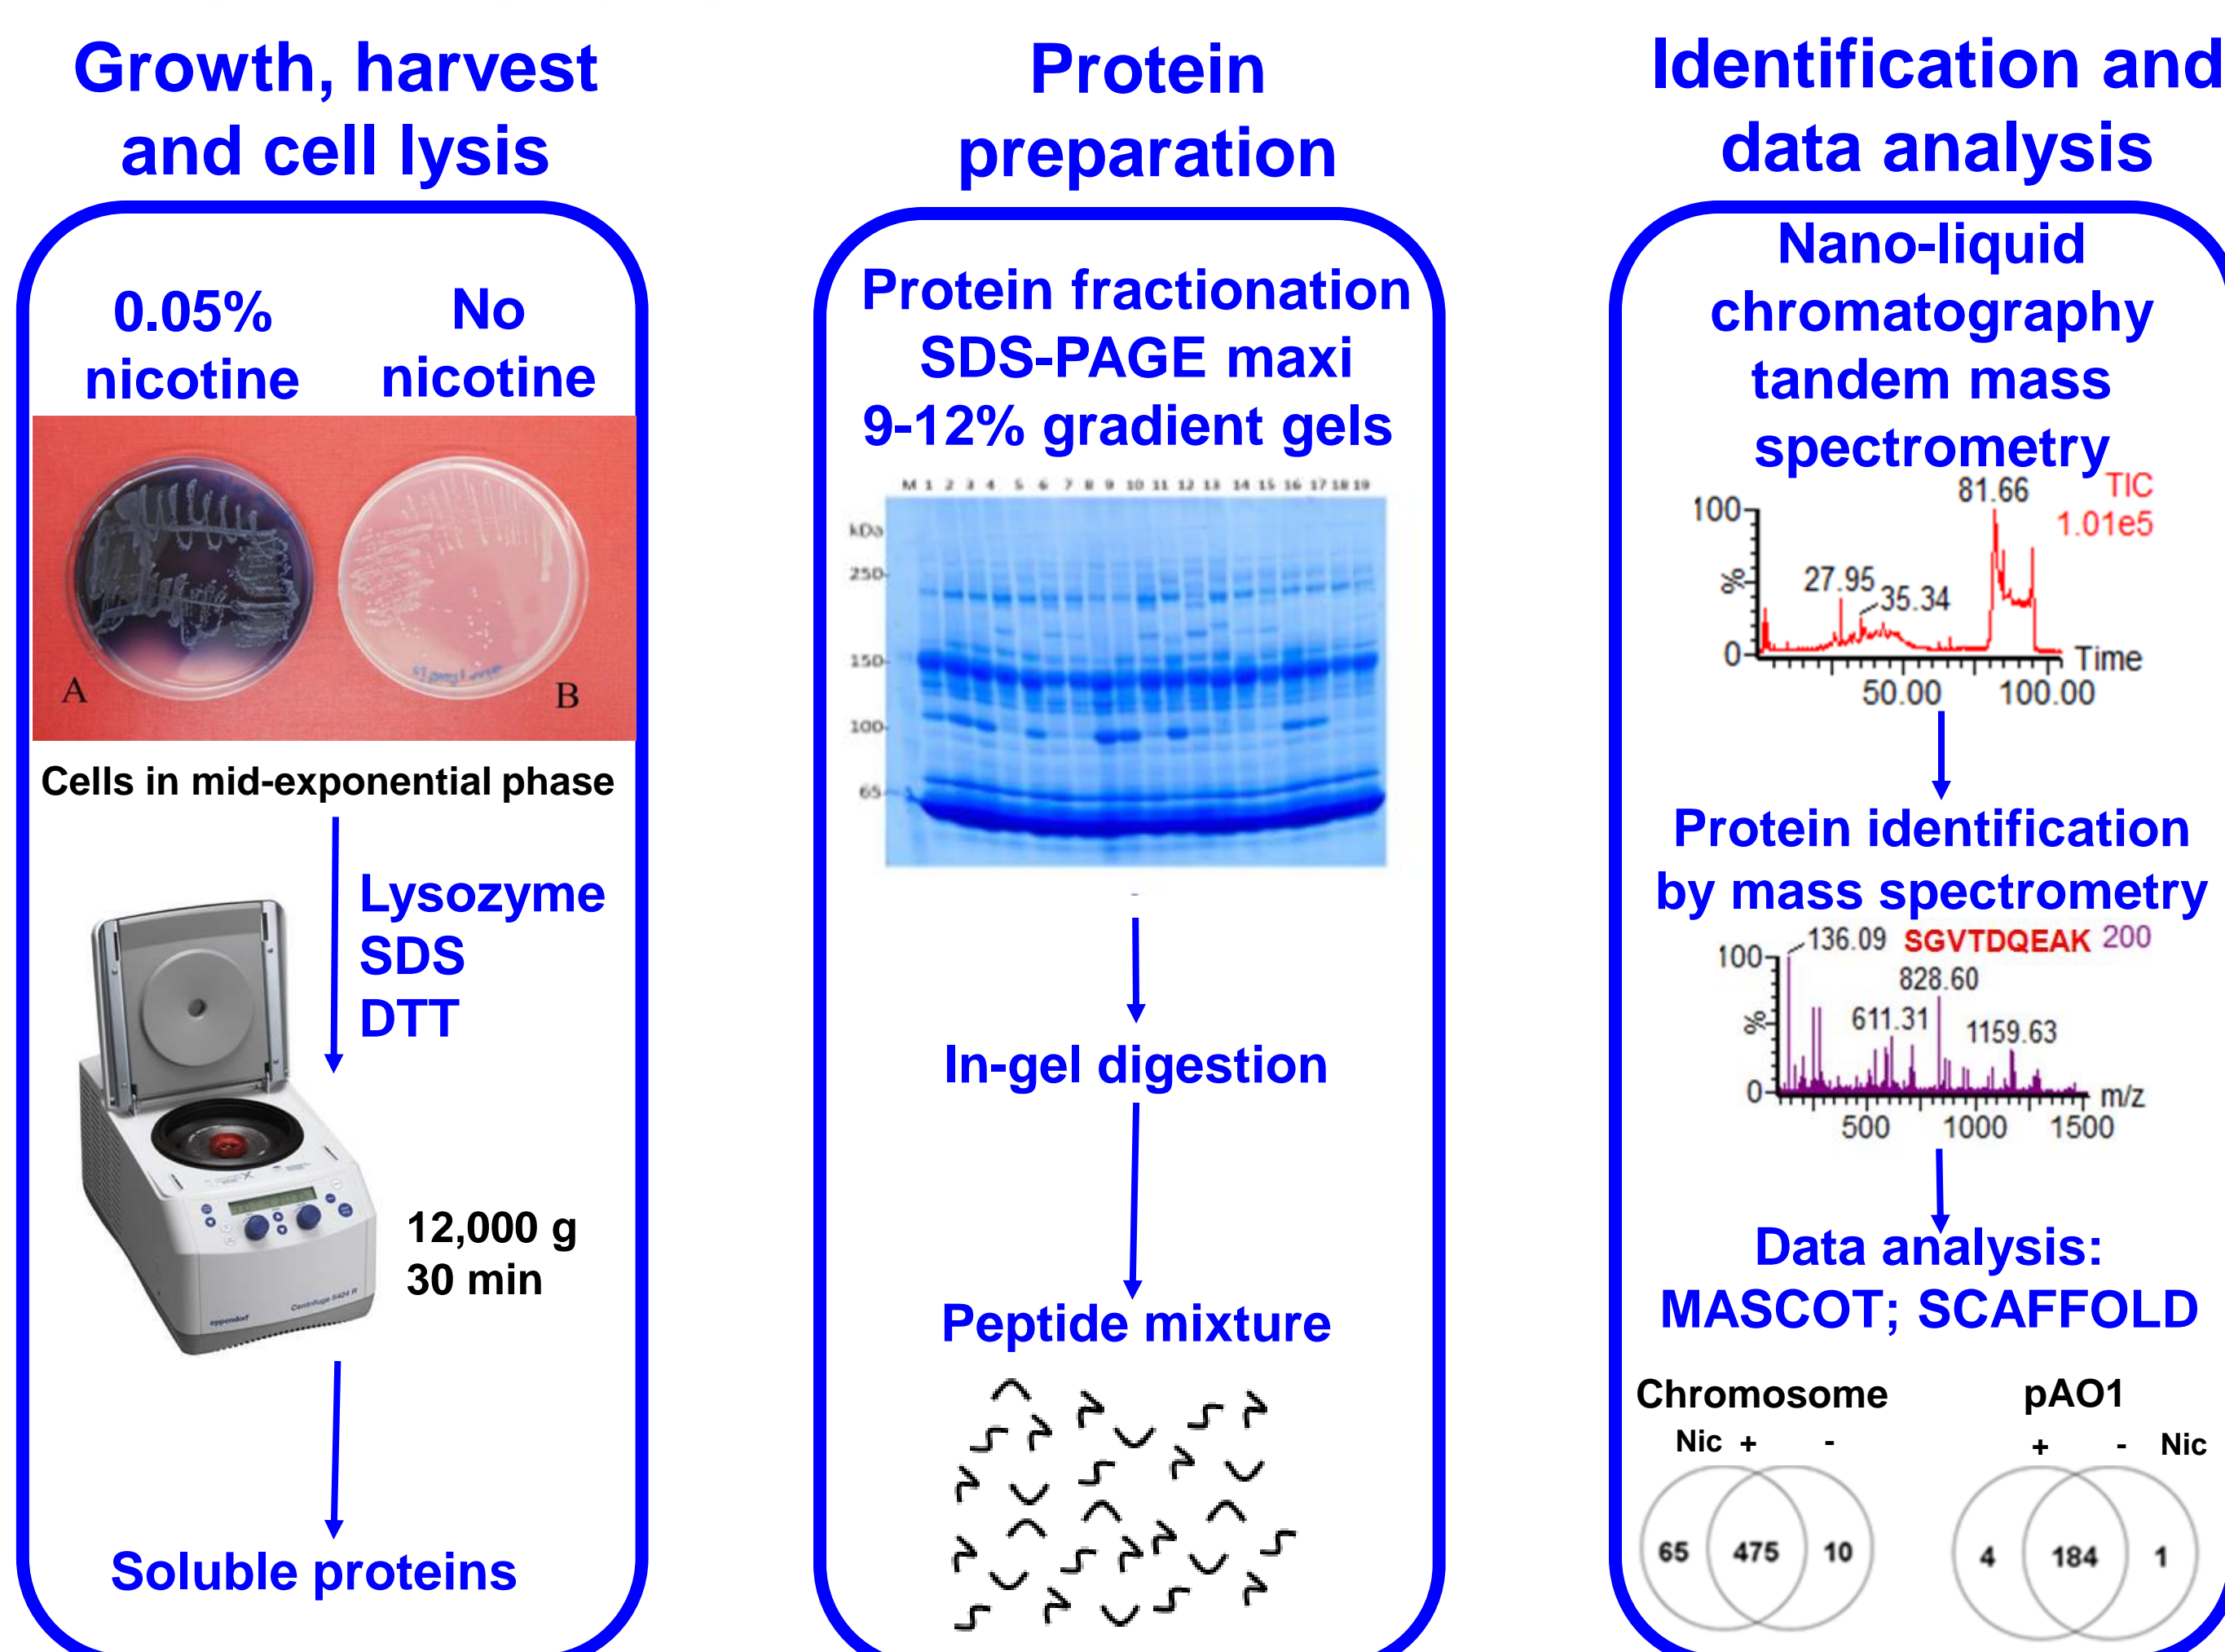 Growth, harvest
and cell lysis
0.05%
nicotine
No
nicotine
A
B
Cells in mid-exponential phase
Lysozyme
SDS
DTT
12,000 g
30 min
Centrifuge 5424 R
eppendorf
Soluble proteins
Protein
preparation
Protein fractionation
SDS-PAGE maxi
9-12% gradient gels
M 1 2 3 4 5 6 7 8 9 10 11 12 13 14 15 16 17 18 19
kDa
250
150
100
65
In-gel digestion
Peptide mixture
Identification and
data analysis
Nano-liquid
chromatography
tandem mass
spectrometry
TIC
1.01e5
81.66
100
%
27.95
35.34
0
Time
50.00 100.00
Protein identification
by mass spectrometry
136.09 SGVTDQEAK 200
100
828.60
%
611.31
1159.63
0
m/z
500 1000 1500
Data analysis:
MASCOT; SCAFFOLD
Chromosome
Nic + -
65 475 10
pAO1
+ - Nic
4 184 1